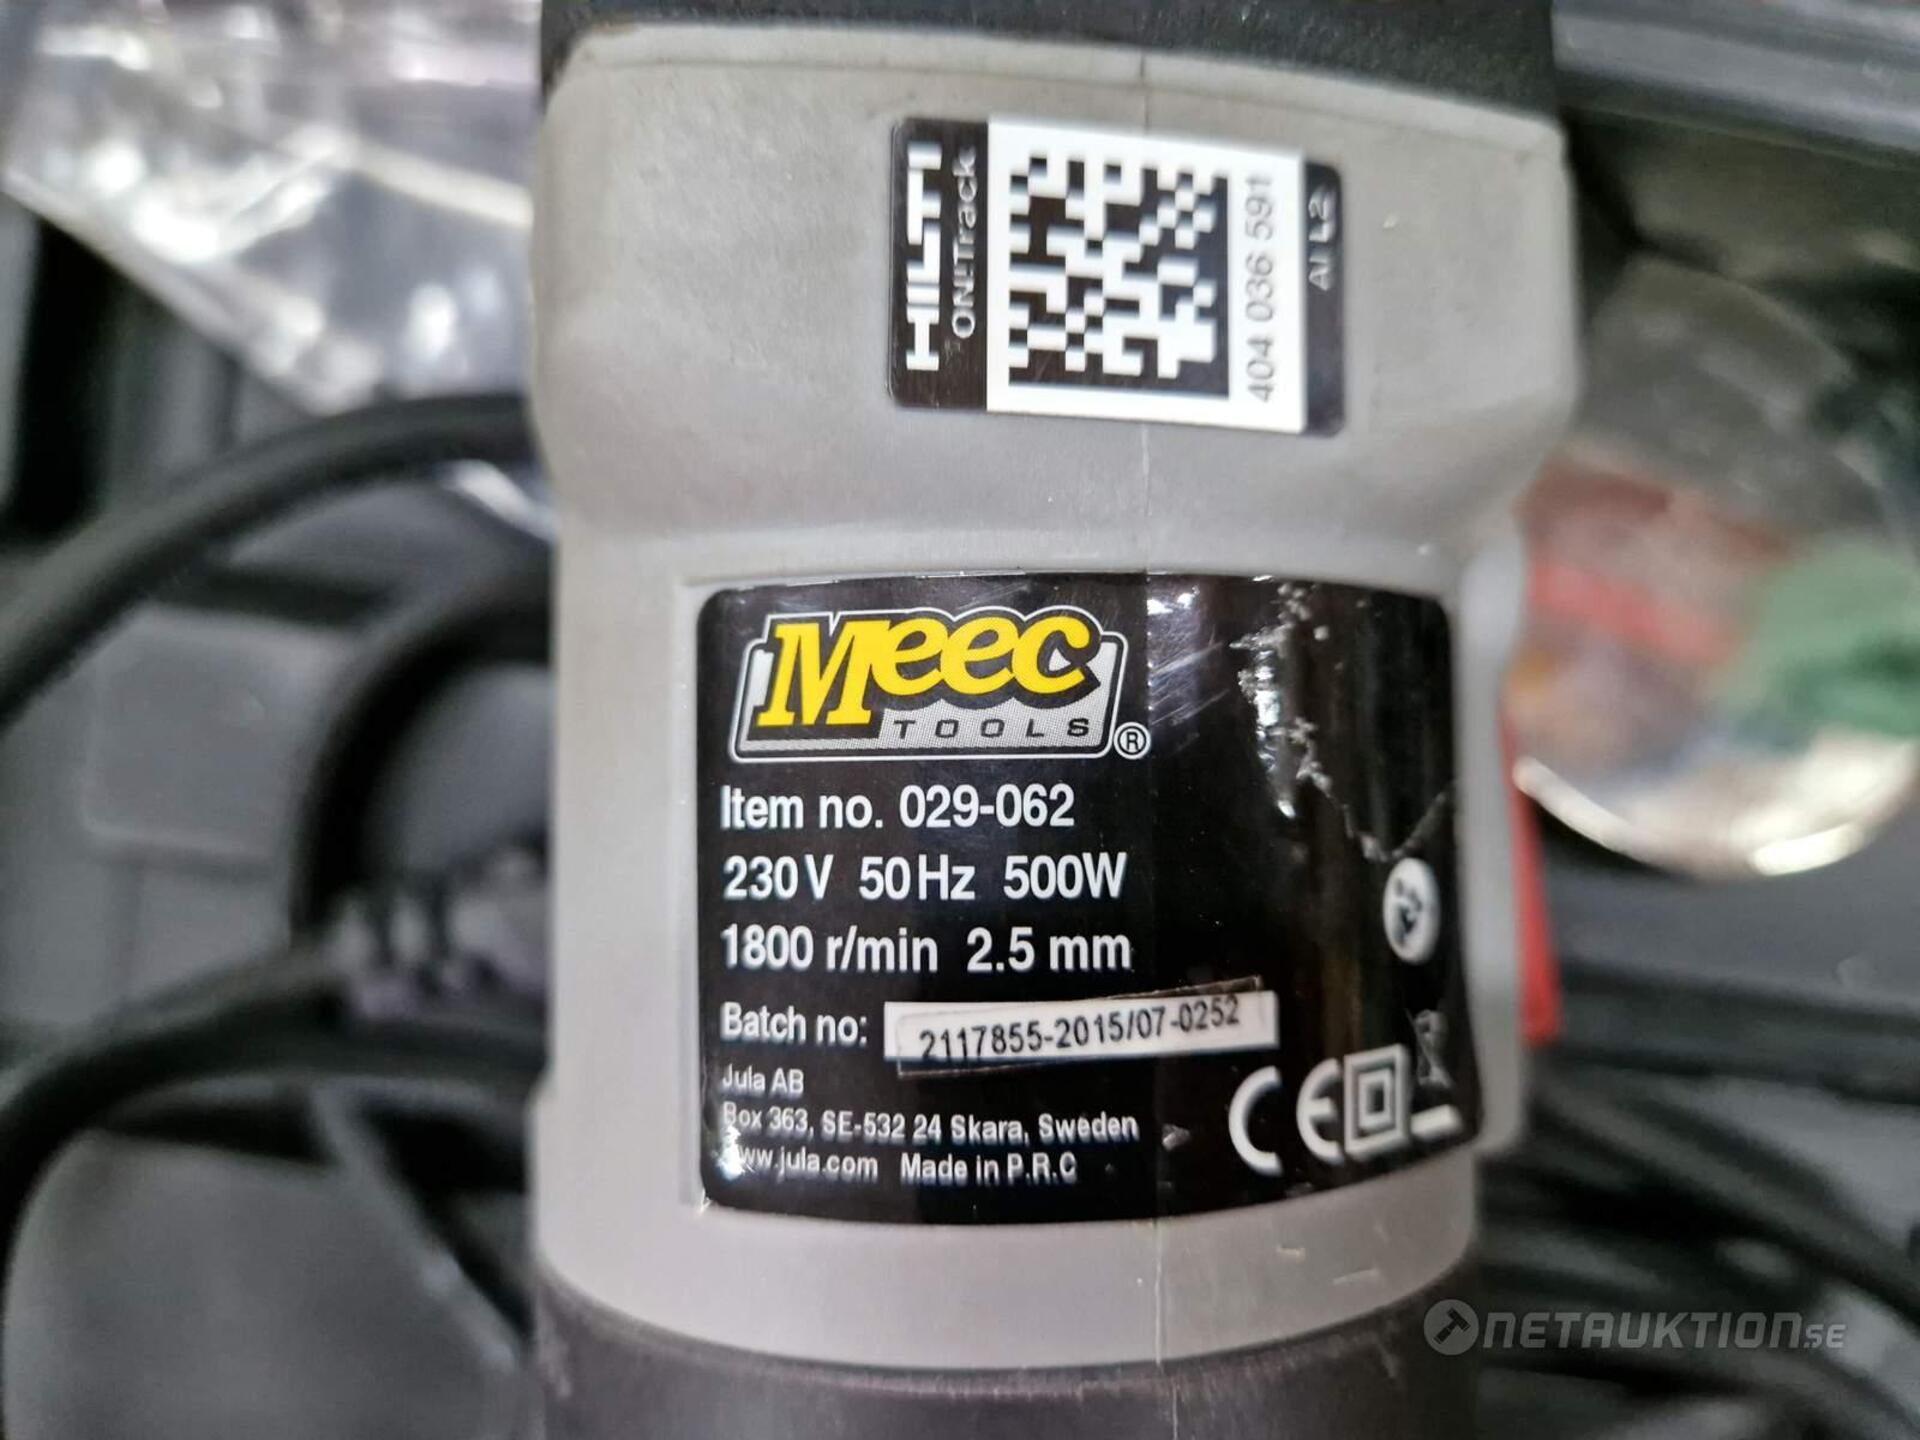 HILTI
ON!Track
404 036 591
AI L2
Meec
TOOLS®
Item no. 029-062
230V 50Hz 500W
1800 r/min 2.5 mm
Batch no: 2117855-2015/07-0252
Jula AB
Box 363, SE-532 24 Skara, Sweden
www.jula.com Made in P.R.C
CE
NETAUKTION.SE